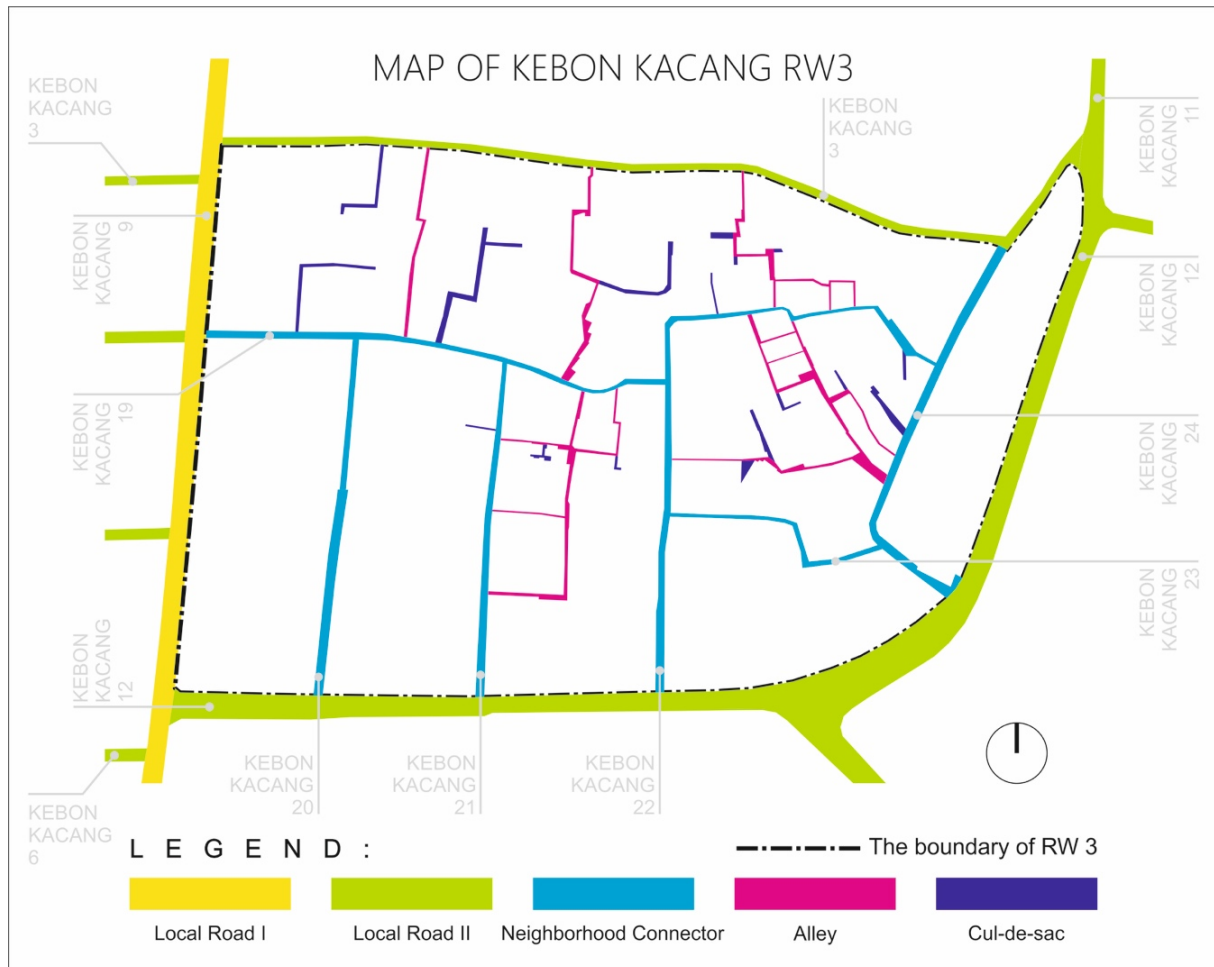 MAP OF KEBON KACANG RW3
KEBON
KACANG
3
KEBON
KACANG
3
KEBON
KACANG
11
KEBON
KACANG
9
KEBON
KACANG
12
KEBON
KACANG
19
KEBON
KACANG
24
KEBON
KACANG
23
KEBON
KACANG
12
KEBON
KACANG
20
KEBON
KACANG
21
KEBON
KACANG
22
KEBON
KACANG
6
LEGEND :
The boundary of RW 3
Local Road I
Local Road II
Neighborhood Connector
Alley
Cul-de-sac